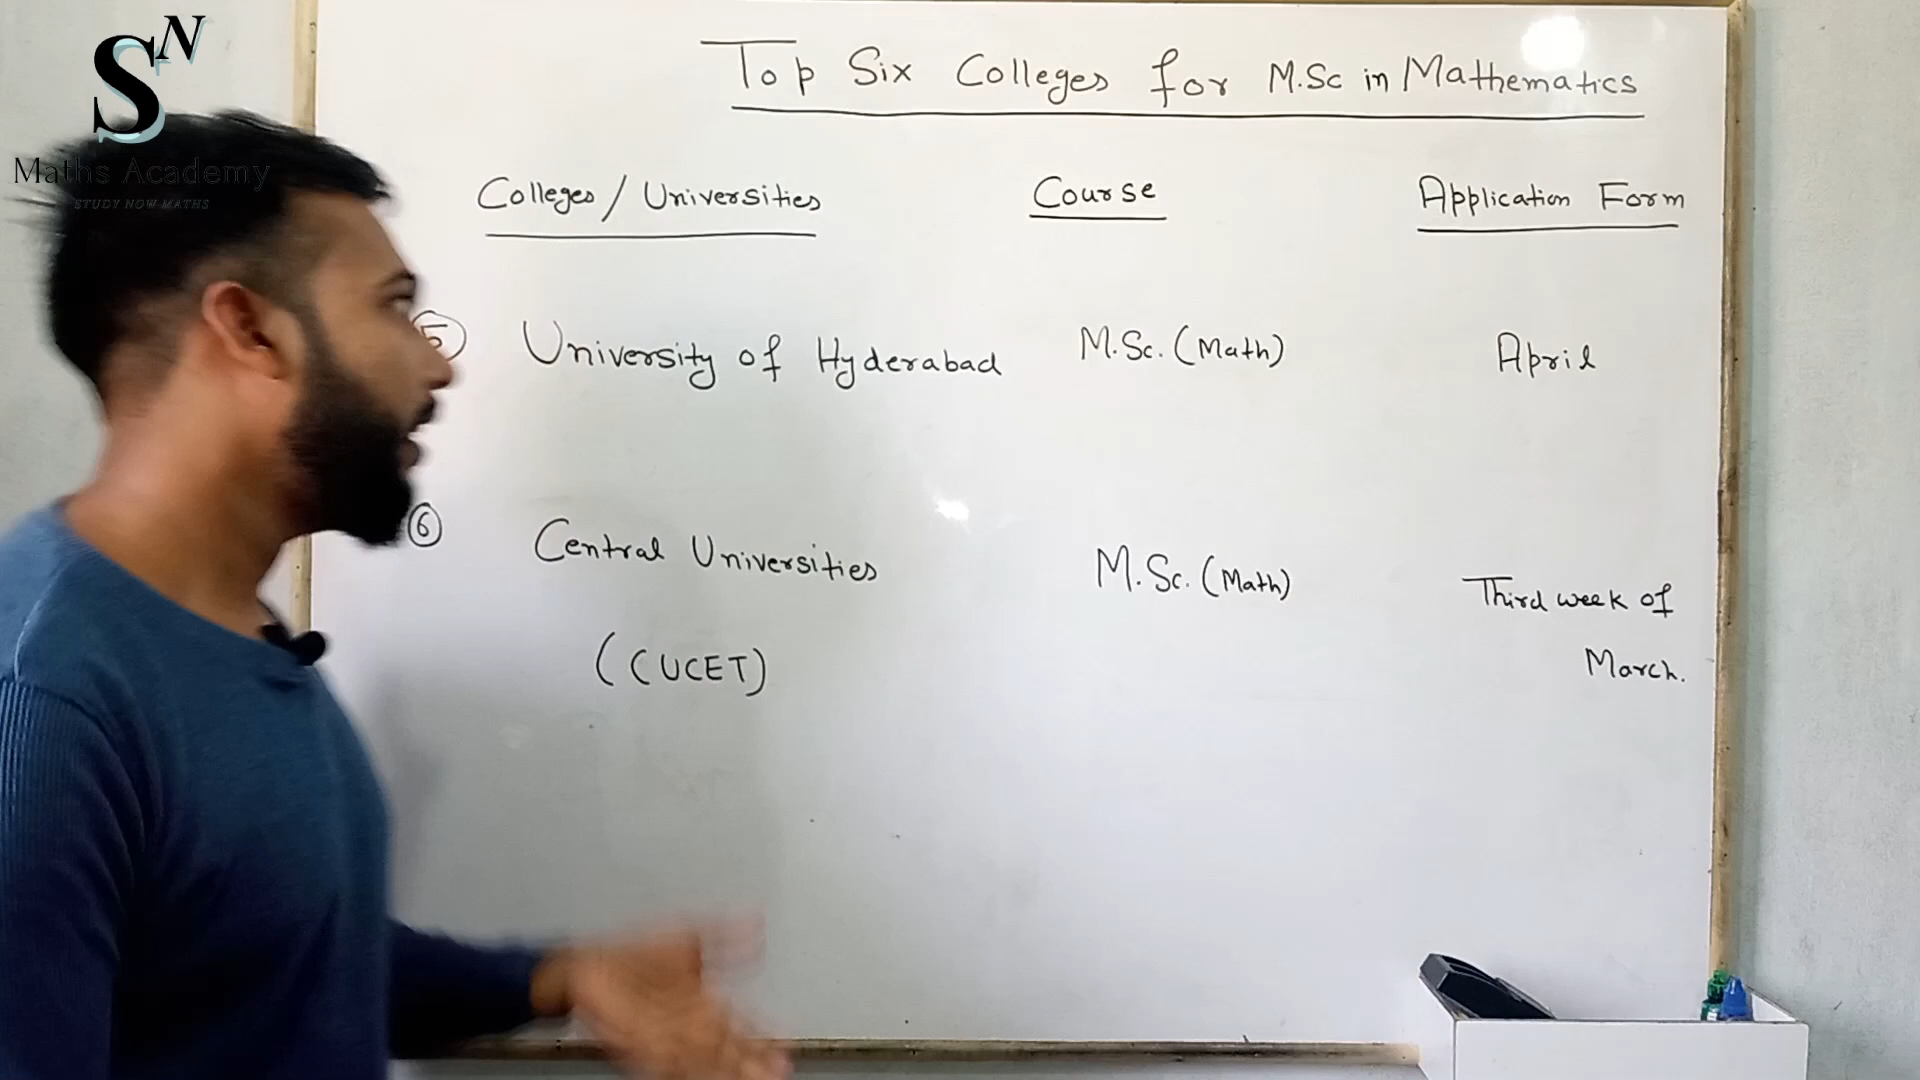 SN
Maths Academy
STUDY NOW MATHS
Top Six Colleges for M.Sc in Mathematics
Colleges / Universities Course Application Form
5 University of Hyderabad M.Sc. (Math) April
6 Central Universities M.Sc. (Math) Third week of
(CUCET) March.